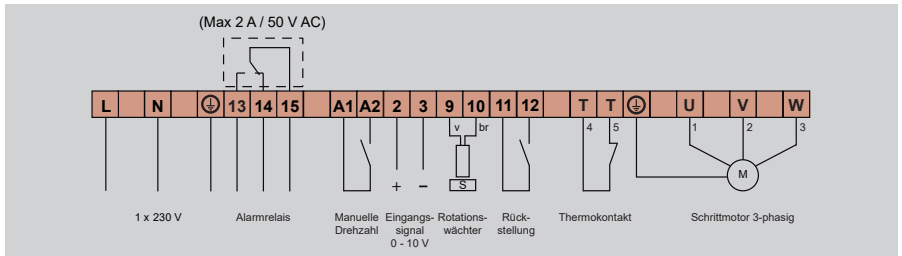 (Max 2 A / 50 V AC)
L N 13 14 15 A1 A2 2 3 9 10 11 12 T T U V W
v br 4 5 1 2 3
+ − S M
1 x 230 V Alarmrelais Manuelle Eingangs- Rotations- Rück- Thermokontakt Schrittmotor 3-phasig
Drehzahl signal wächter stellung
0 - 10 V